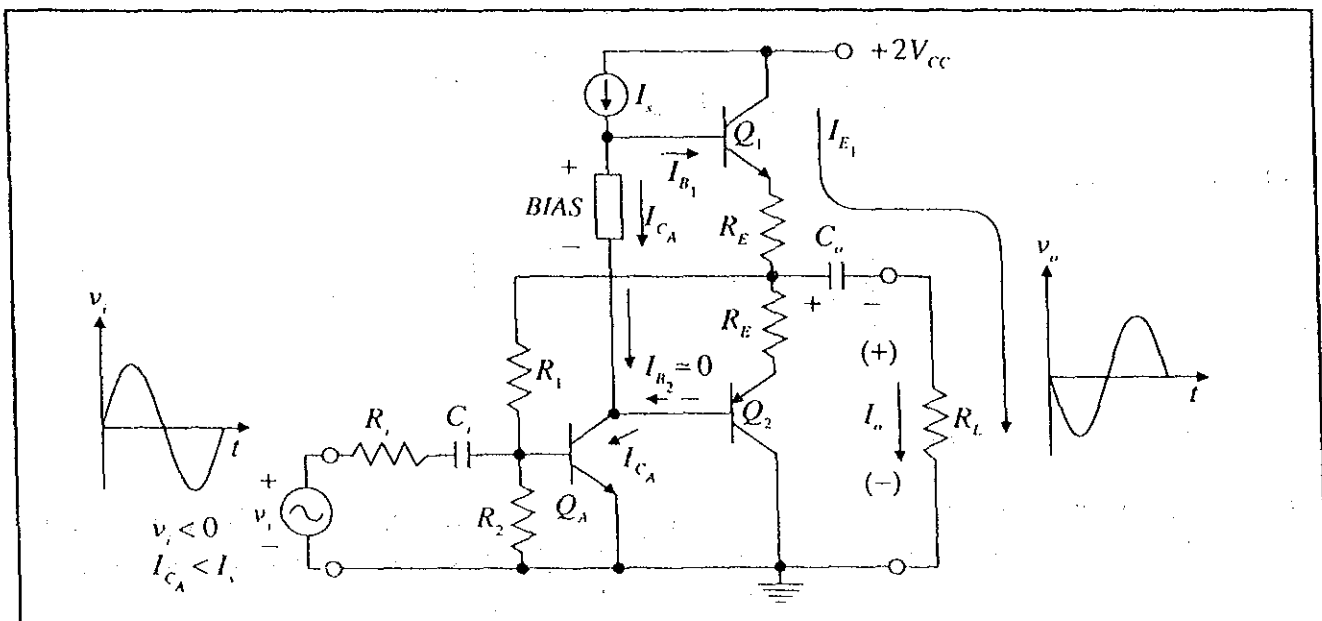 +2V_CC
I_s
Q_1
I_E1
+
I_B1
BIAS
I_CA
−
R_E
C_o
v_o
v_i
+ −
R_E
(+)
R_1
I_B2 = 0
t
← −
R_i C_i
Q_2
I_o
R_L
t
I_CA
(−)
+
Q_A
v_i
R_2
v_i < 0
−
I_CA < I_s